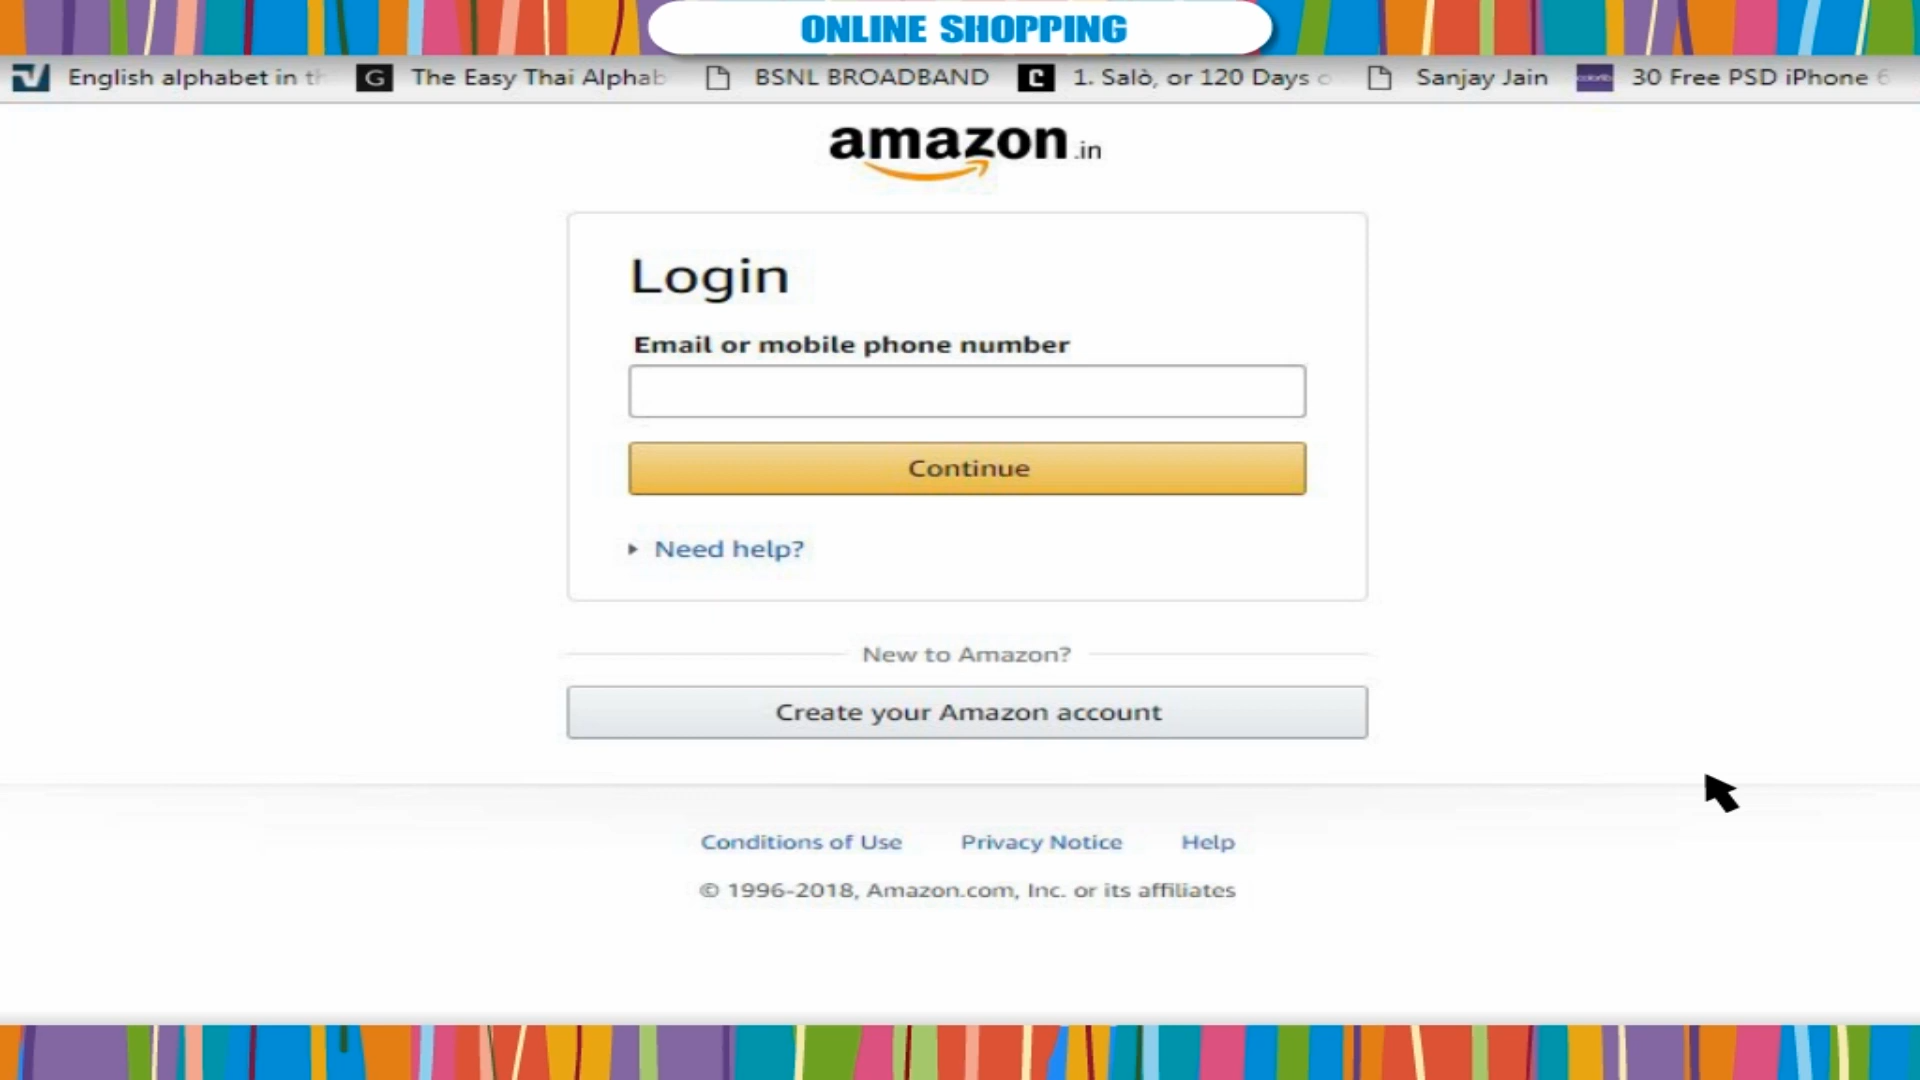 ONLINE SHOPPING
English alphabet in th
G The Easy Thai Alphab
BSNL BROADBAND
1. Salò, or 120 Days o
Sanjay Jain
30 Free PSD iPhone 6
amazon.in
Login
Email or mobile phone number
Continue
Need help?
New to Amazon?
Create your Amazon account
Conditions of Use Privacy Notice Help
© 1996-2018, Amazon.com, Inc. or its affiliates